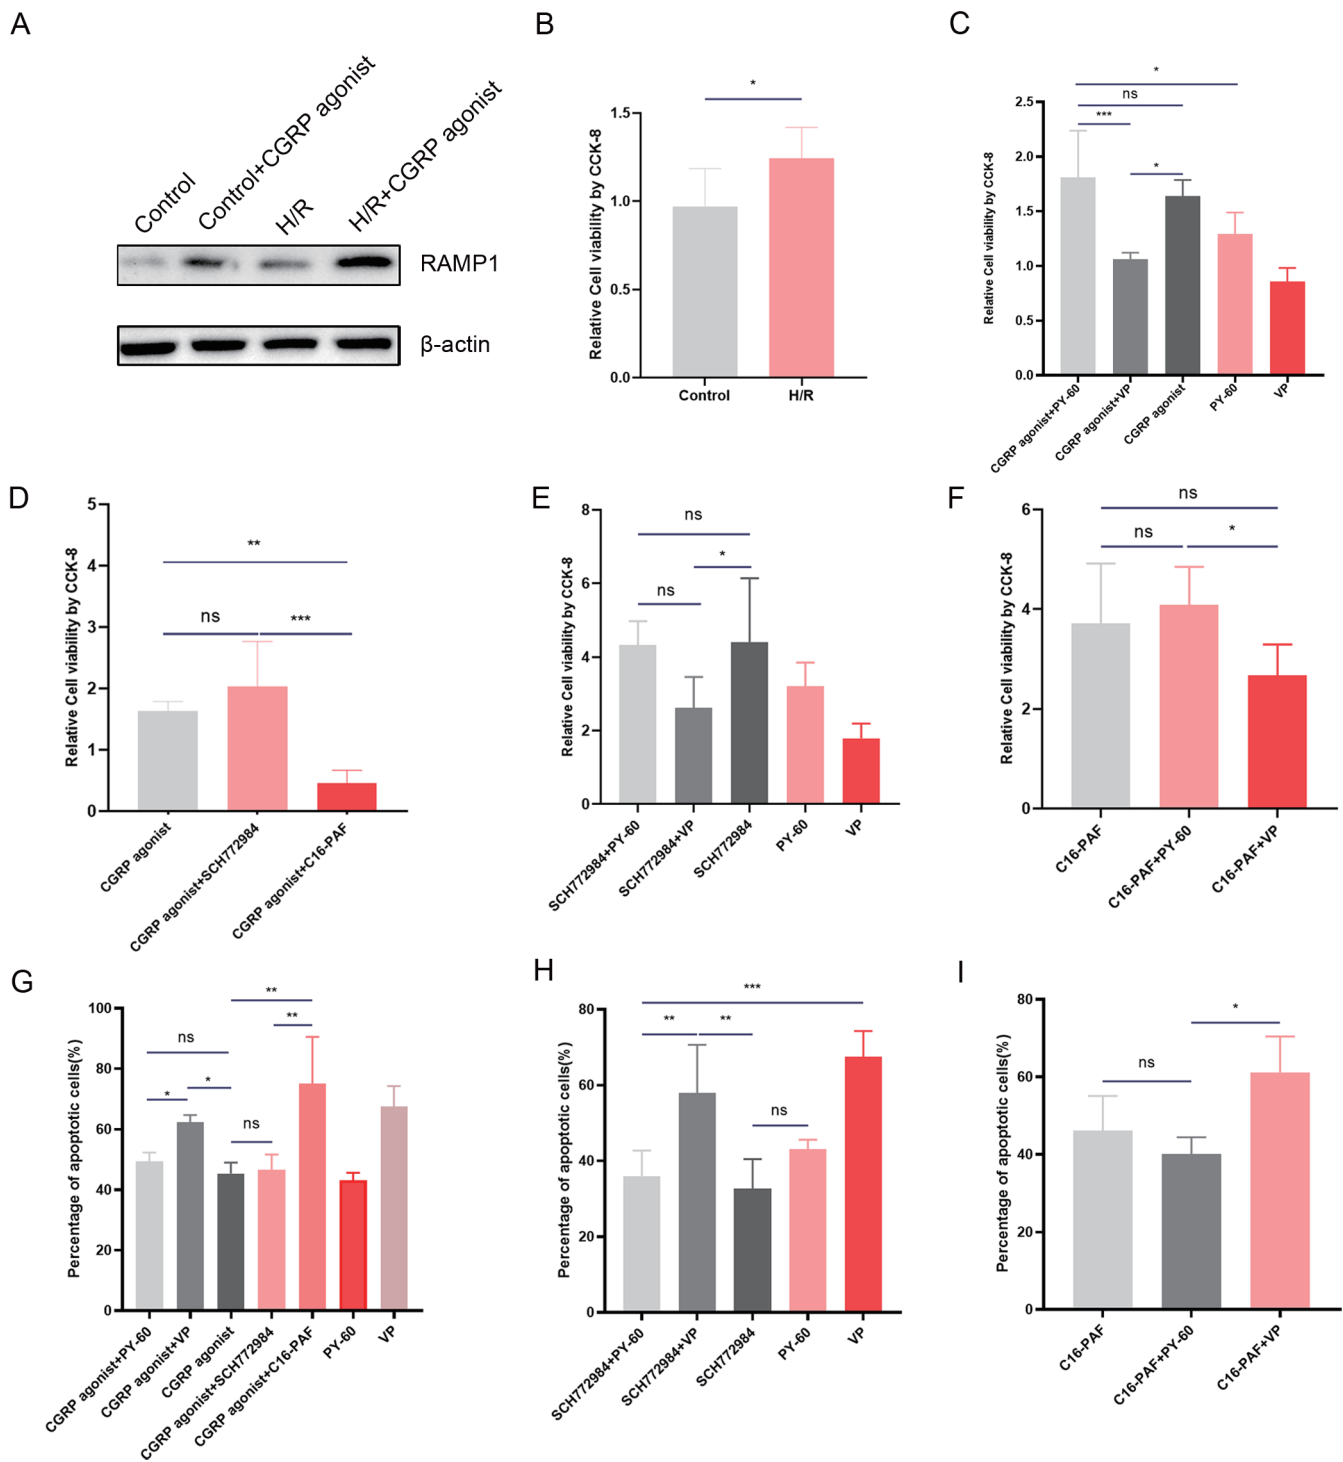 A
Control
Control+CGRP agonist
H/R
H/R+CGRP agonist
RAMP1
β-actin
B
Relative Cell viability by CCK-8
1.5
1.0
0.5
0.0
*
Control
H/R
C
Relative Cell viability by CCK-8
2.5
2.0
1.5
1.0
0.5
0.0
*
ns
***
*
CGRP agonist+PY-60
CGRP agonist+VP
CGRP agonist
PY-60
VP
D
Relative Cell viability by CCK-8
5
4
3
2
1
0
**
ns
***
CGRP agonist
CGRP agonist+SCH772984
CGRP agonist+C16-PAF
E
Relative Cell viability by CCK-8
8
6
4
2
0
ns
*
ns
SCH772984+PY-60
SCH772984+VP
SCH772984
PY-60
VP
F
Relative Cell viability by CCK-8
6
4
2
0
ns
ns
*
C16-PAF
C16-PAF+PY-60
C16-PAF+VP
G
Percentage of apoptotic cells(%)
100
80
60
40
20
0
**
**
ns
*
*
ns
CGRP agonist+PY-60
CGRP agonist+VP
CGRP agonist
CGRP agonist+SCH772984
CGRP agonist+C16-PAF
PY-60
VP
H
Percentage of apoptotic cells(%)
80
60
40
20
0
***
**
**
ns
SCH772984+PY-60
SCH772984+VP
SCH772984
PY-60
VP
I
Percentage of apoptotic cells(%)
80
60
40
20
0
*
ns
C16-PAF
C16-PAF+PY-60
C16-PAF+VP